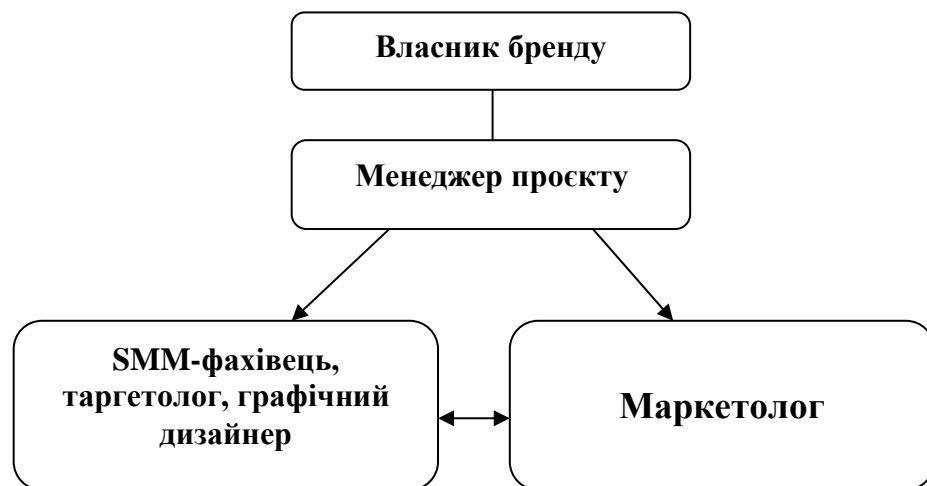 Власник бренду
Менеджер проєкту
SMM-фахівець,
таргетолог, графічний
дизайнер
Маркетолог